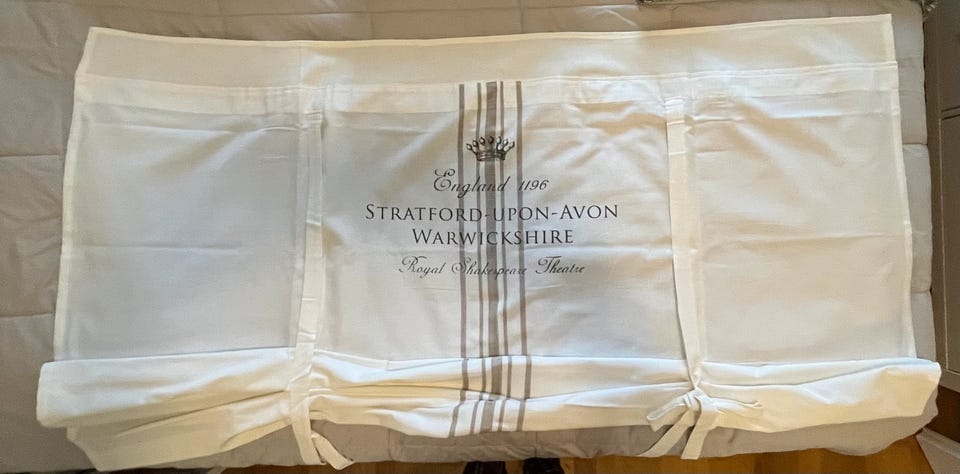 England 1196
STRATFORD-UPON-AVON
WARWICKSHIRE
Royal Shakespeare Theatre